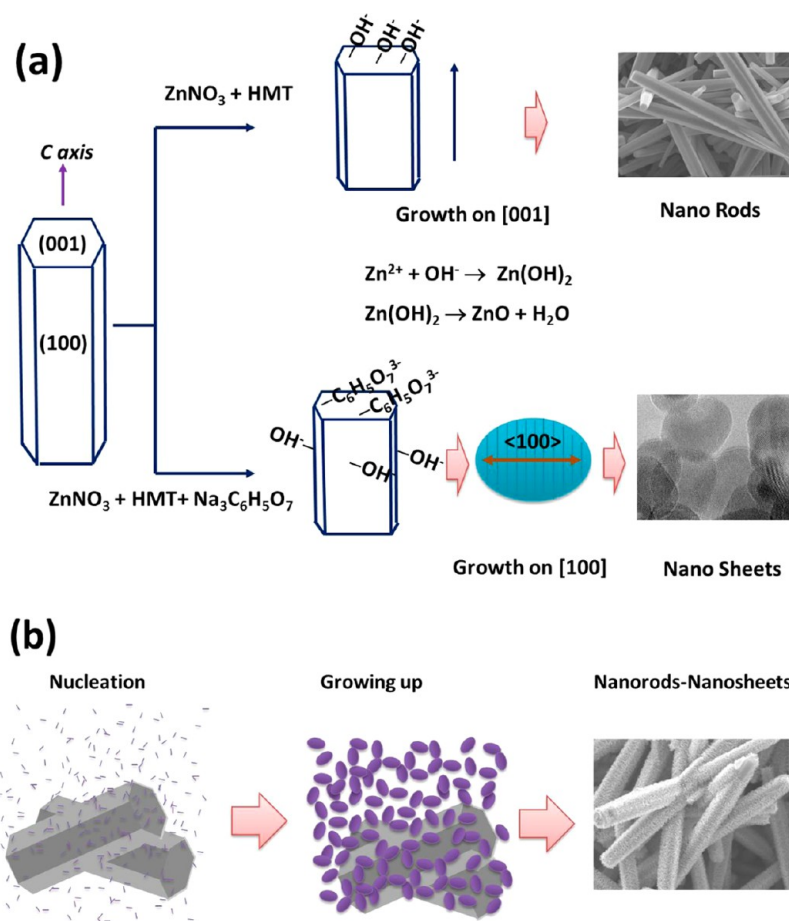 (a)
ZnNO₃ + HMT
–OH⁻
–OH⁻
–OH⁻
C axis
(001)
(100)
Growth on [001]
Nano Rods
Zn²⁺ + OH⁻ → Zn(OH)₂
Zn(OH)₂ → ZnO + H₂O
–C₆H₅O₇³⁻
–C₆H₅O₇³⁻
OH⁻
–OH⁻
–OH⁻
<100>
ZnNO₃ + HMT+ Na₃C₆H₅O₇
Growth on [100]
Nano Sheets
(b)
Nucleation
Growing up
Nanorods-Nanosheets